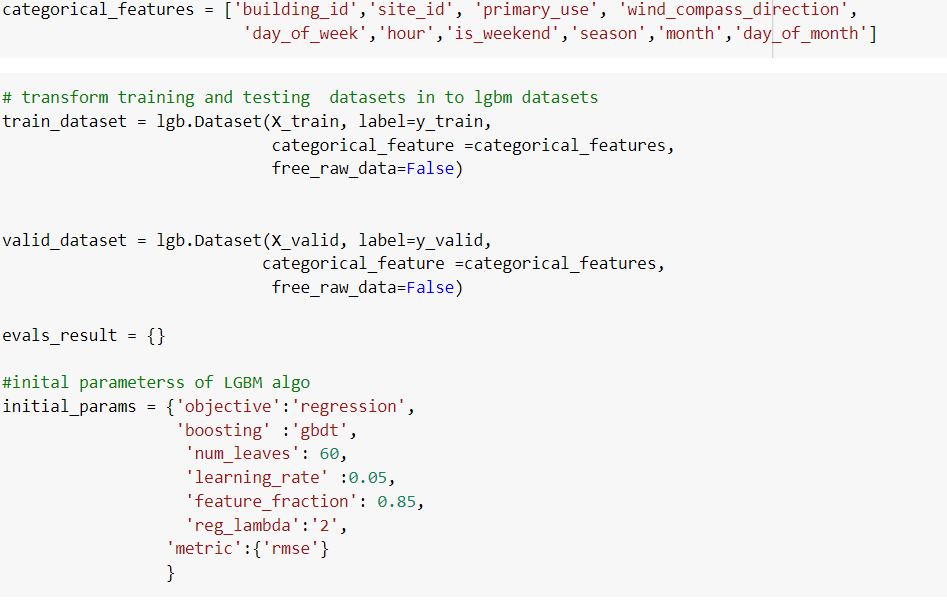 categorical_features = ['building_id','site_id', 'primary_use', 'wind_compass_direction',
'day_of_week','hour','is_weekend','season','month','day_of_month']
# transform training and testing  datasets in to lgbm datasets
train_dataset = lgb.Dataset(X_train, label=y_train,
categorical_feature =categorical_features,
free_raw_data=False)
valid_dataset = lgb.Dataset(X_valid, label=y_valid,
categorical_feature =categorical_features,
free_raw_data=False)
evals_result = {}
#inital parameterss of LGBM algo
initial_params = {'objective':'regression',
'boosting' :'gbdt',
'num_leaves': 60,
'learning_rate' :0.05,
'feature_fraction': 0.85,
'reg_lambda':'2',
'metric':{'rmse'}
}